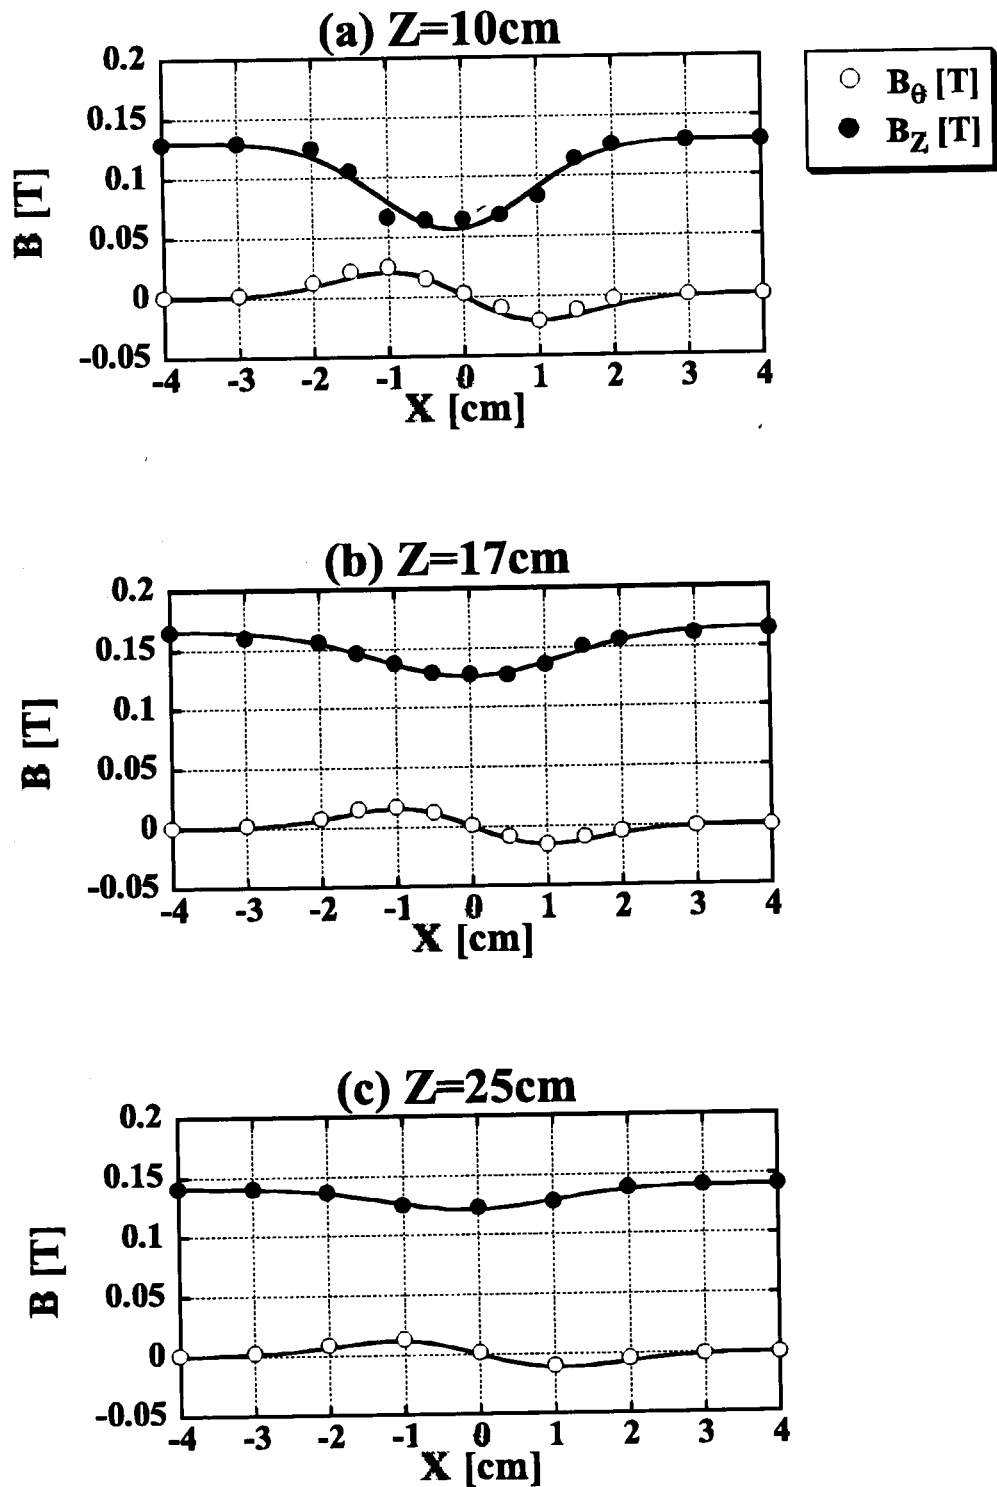 (a) Z=10cm
0.2
0.15
0.1
0.05
0
-0.05
B [T]
-4 -3 -2 -1 0 1 2 3 4
X [cm]
Bθ [T]
BZ [T]
(b) Z=17cm
0.2
0.15
0.1
0.05
0
-0.05
B [T]
-4 -3 -2 -1 0 1 2 3 4
X [cm]
(c) Z=25cm
0.2
0.15
0.1
0.05
0
-0.05
B [T]
-4 -3 -2 -1 0 1 2 3 4
X [cm]